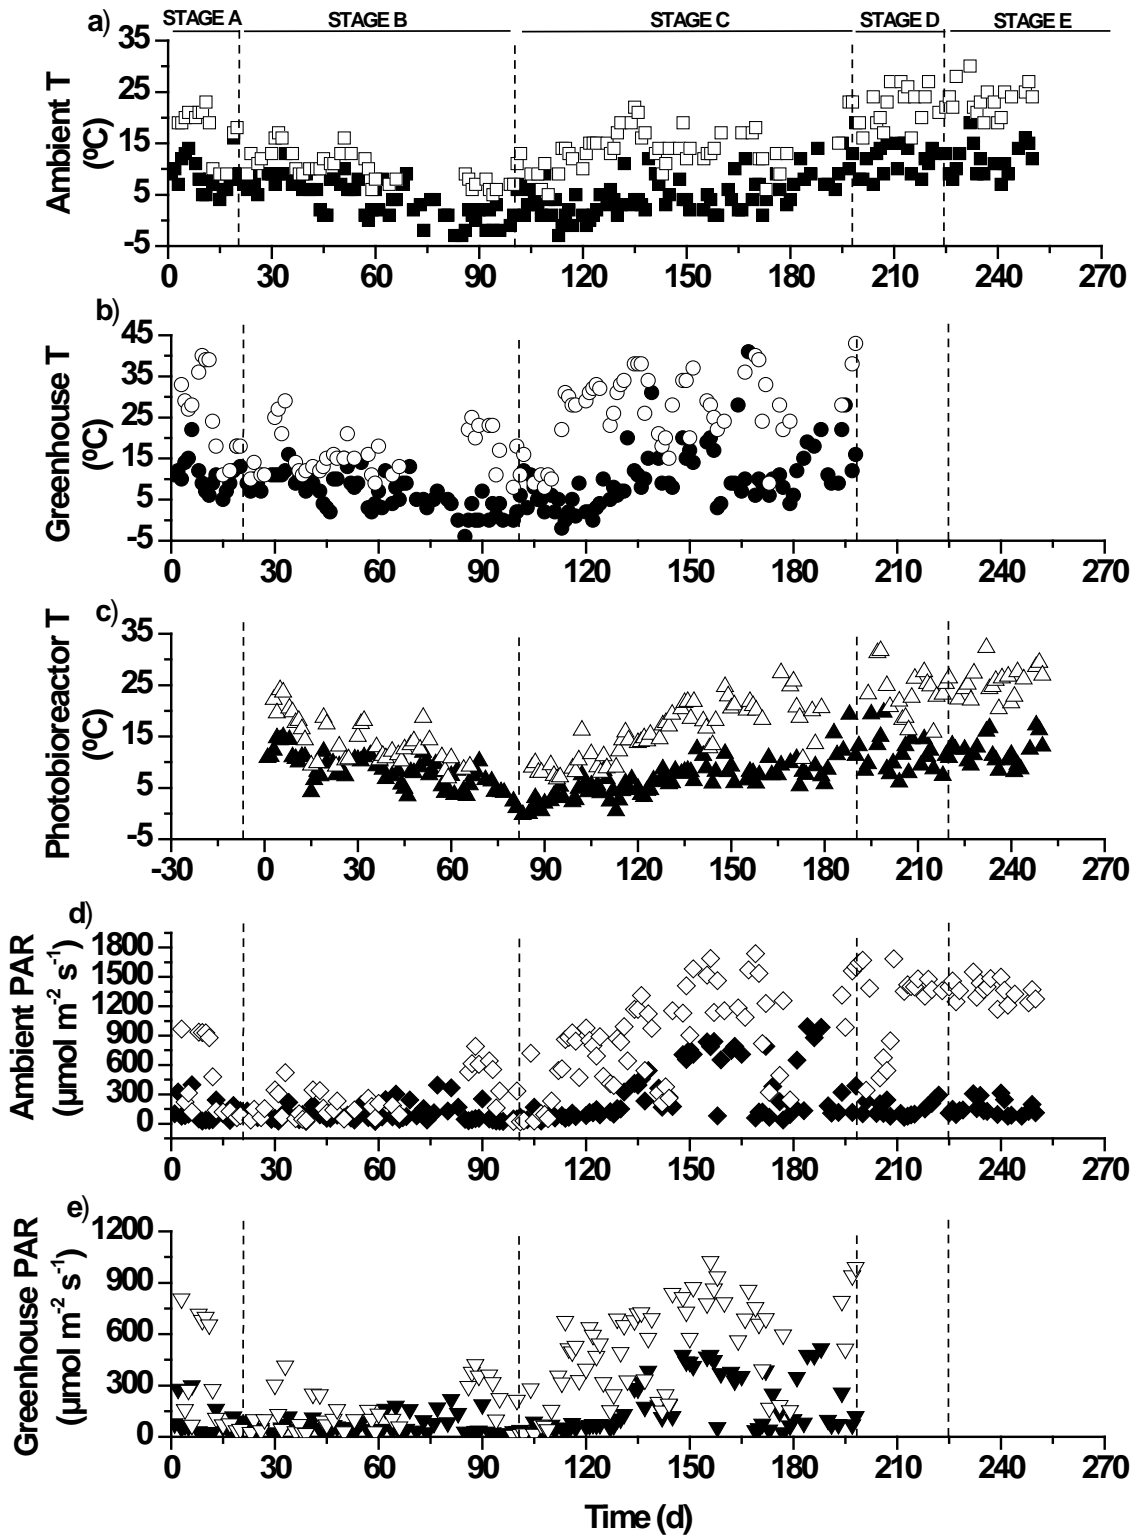 STAGE A STAGE B STAGE C STAGE D STAGE E
a)
Ambient T
(ºC)
35
25
15
5
-5
0 30 60 90 120 150 180 210 240 270
b)
Greenhouse T
(ºC)
45
35
25
15
5
-5
0 30 60 90 120 150 180 210 240 270
c)
Photobioreactor T
(ºC)
35
25
15
5
-5
-30 0 30 60 90 120 150 180 210 240 270
d)
Ambient PAR
(µmol m⁻² s⁻¹)
1800
1500
1200
900
600
300
0
0 30 60 90 120 150 180 210 240 270
e)
Greenhouse PAR
(µmol m⁻² s⁻¹)
1200
900
600
300
0
0 30 60 90 120 150 180 210 240 270
Time (d)